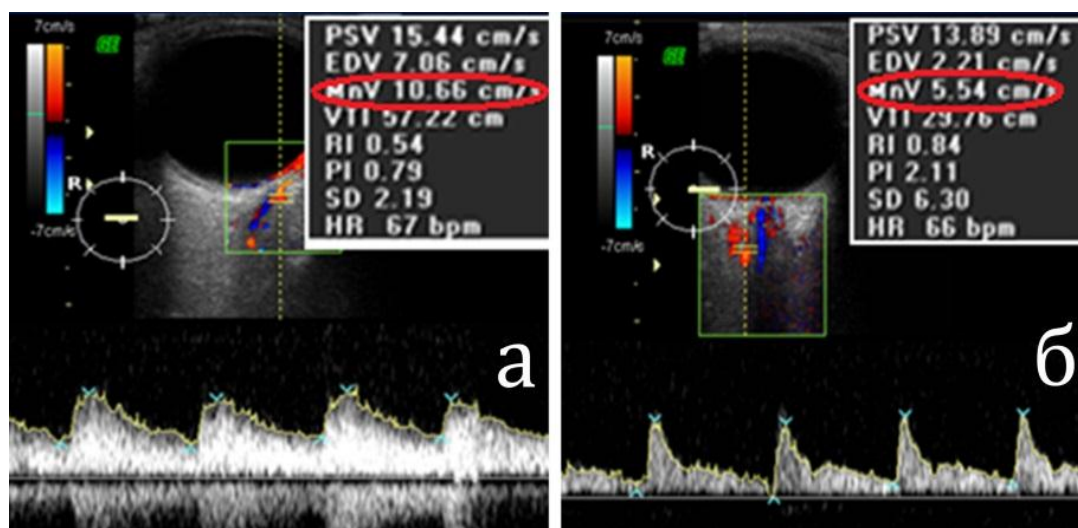 7cm/s
GE
R
-7cm/s
PSV 15.44 cm/s
EDV 7.06 cm/s
MnV 10.66 cm/s
VTI 57.22 cm
RI 0.54
PI 0.79
SD 2.19
HR 67 bpm
а
7cm/s
GE
R
-7cm/s
PSV 13.89 cm/s
EDV 2.21 cm/s
MnV 5.54 cm/s
VTI 29.76 cm
RI 0.84
PI 2.11
SD 6.30
HR 66 bpm
б